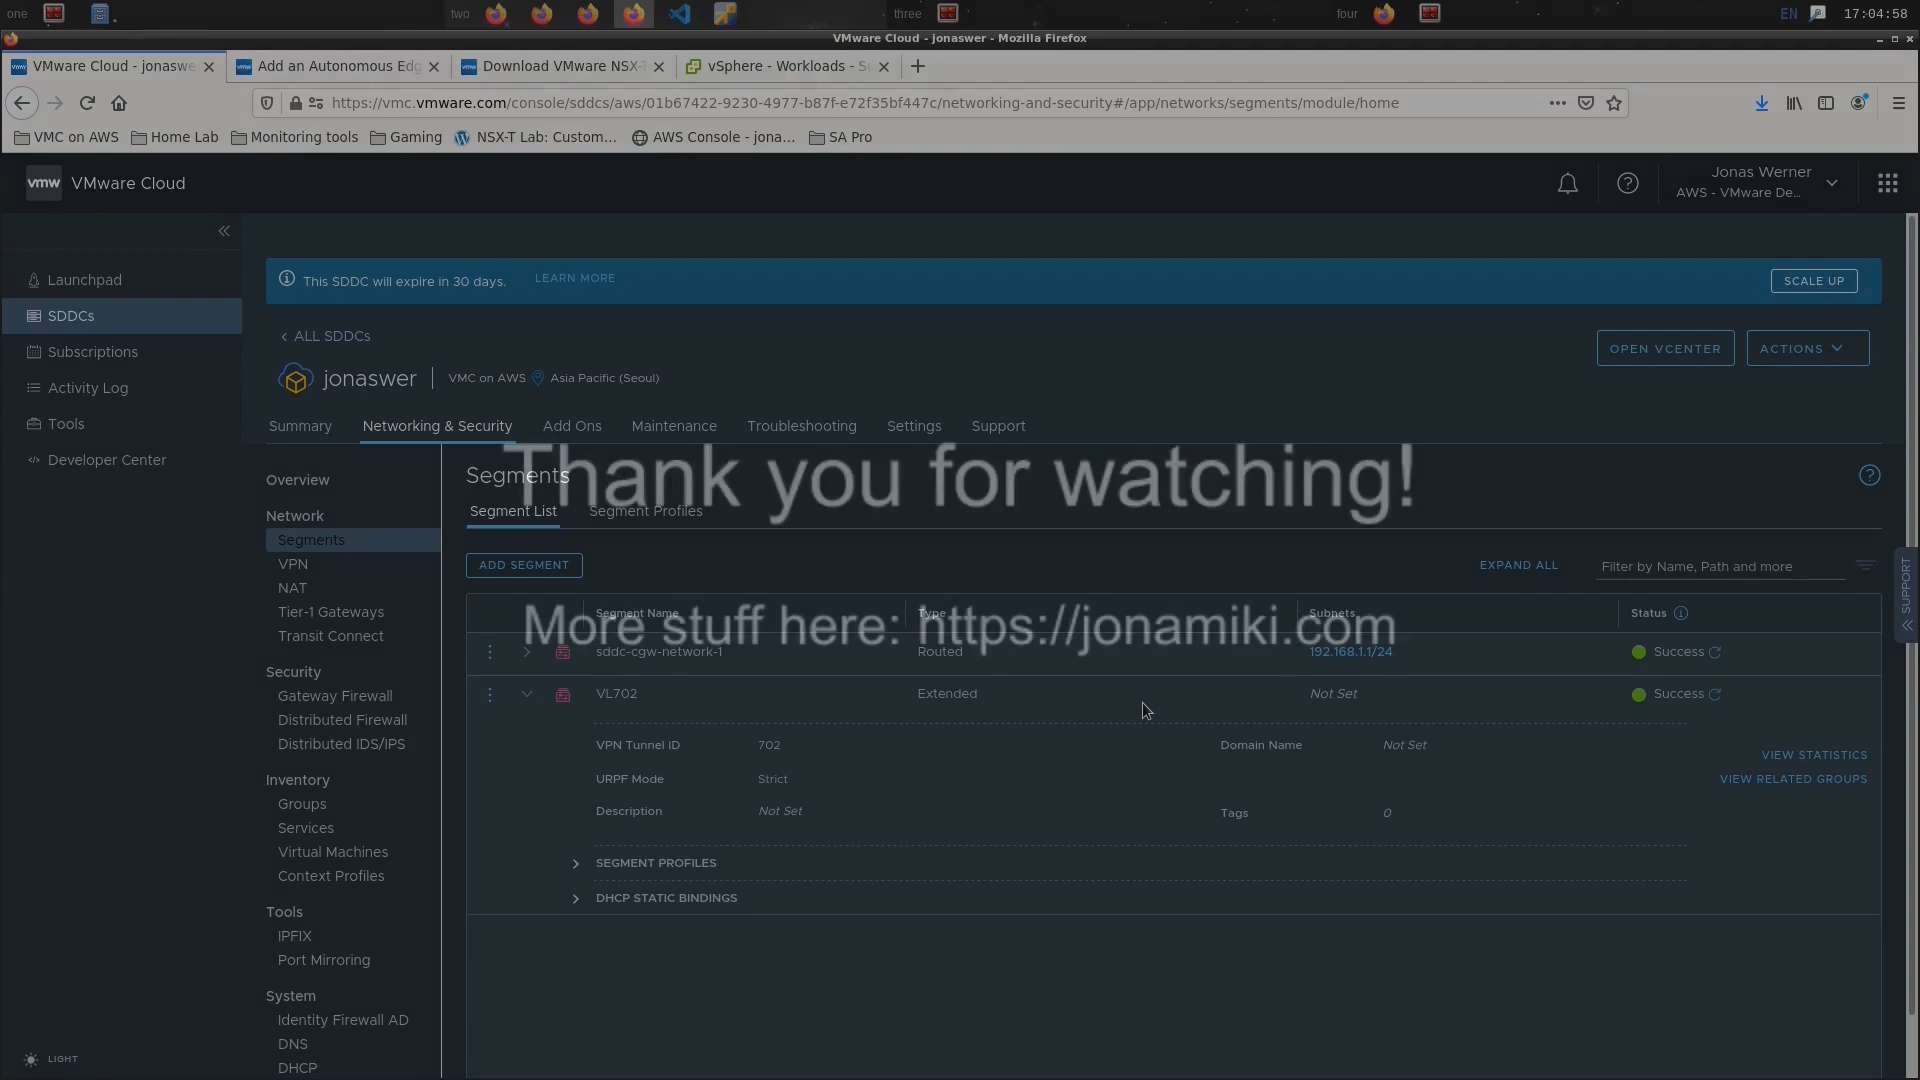 one
two
three
four
EN
17:04:58
VMware Cloud - jonaswer - Mozilla Firefox
VMware Cloud - jonaswe
Add an Autonomous Edg
Download VMware NSX-T
vSphere - Workloads - S
https://vmc.vmware.com/console/sddcs/aws/01b67422-9230-4977-b87f-e72f35bf447c/networking-and-security#/app/networks/segments/module/home
VMC on AWS
Home Lab
Monitoring tools
Gaming
NSX-T Lab: Custom…
AWS Console - jona…
SA Pro
vmw VMware Cloud
Jonas Werner
AWS - VMware De...
Launchpad
SDDCs
Subscriptions
Activity Log
Tools
Developer Center
LIGHT
This SDDC will expire in 30 days.
LEARN MORE
SCALE UP
ALL SDDCs
OPEN VCENTER
ACTIONS
jonaswer
VMC on AWS
Asia Pacific (Seoul)
Summary
Networking & Security
Add Ons
Maintenance
Troubleshooting
Settings
Support
Overview
Network
Segments
VPN
NAT
Tier-1 Gateways
Transit Connect
Security
Gateway Firewall
Distributed Firewall
Distributed IDS/IPS
Inventory
Groups
Services
Virtual Machines
Context Profiles
Tools
IPFIX
Port Mirroring
System
Identity Firewall AD
DNS
DHCP
Segments
Thank you for watching!
Segment List
Segment Profiles
ADD SEGMENT
EXPAND ALL
Filter by Name, Path and more
SUPPORT
Segment Name
Type
Subnets
Status
More stuff here: https://jonamiki.com
sddc-cgw-network-1
Routed
192.168.1.1/24
Success
VL702
Extended
Not Set
Success
VPN Tunnel ID
702
Domain Name
Not Set
VIEW STATISTICS
URPF Mode
Strict
VIEW RELATED GROUPS
Description
Not Set
Tags
0
SEGMENT PROFILES
DHCP STATIC BINDINGS